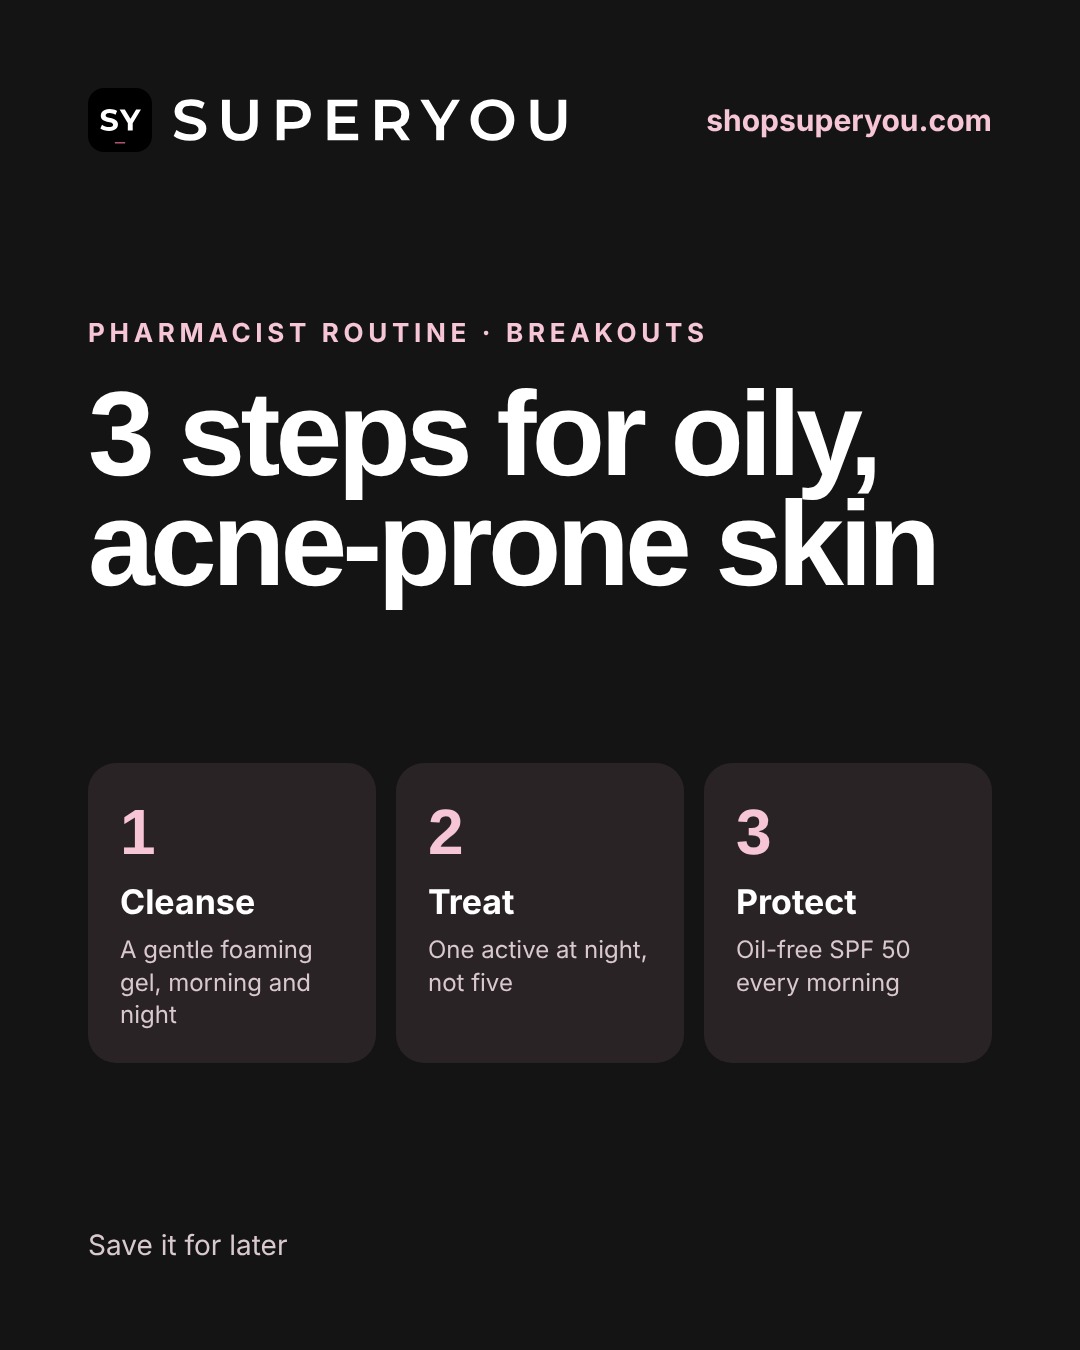 SY SUPERYOU
shopsuperyou.com
PHARMACIST ROUTINE · BREAKOUTS
3 steps for oily,
acne-prone skin
1
Cleanse
A gentle foaming
gel, morning and
night
2
Treat
One active at night,
not five
3
Protect
Oil-free SPF 50
every morning
Save it for later